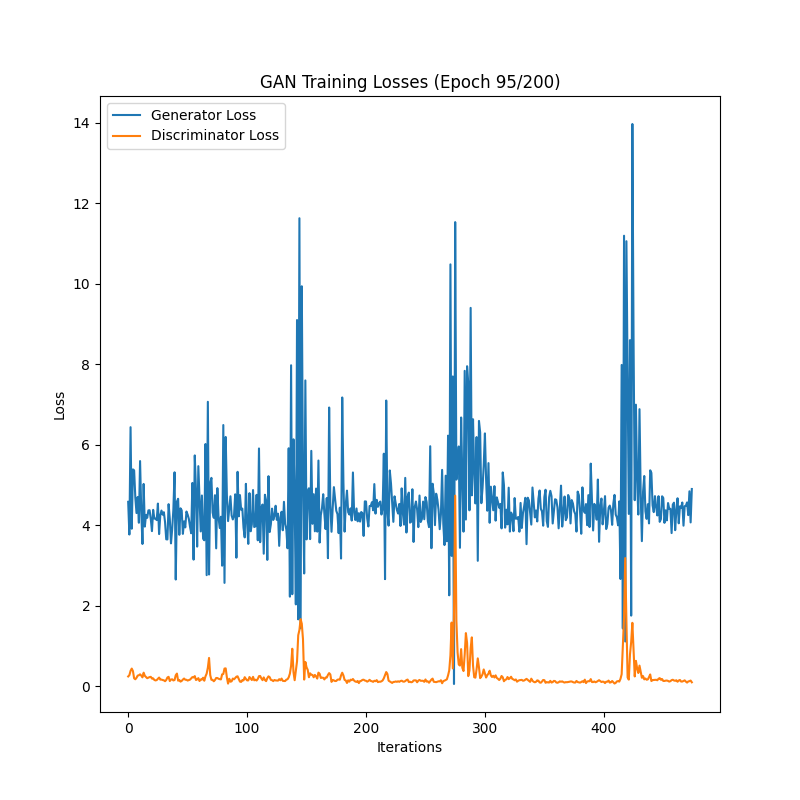 GAN Training Losses (Epoch 95/200)
Generator Loss
Discriminator Loss
14
12
10
8
6
4
2
0
Loss
0 100 200 300 400
Iterations